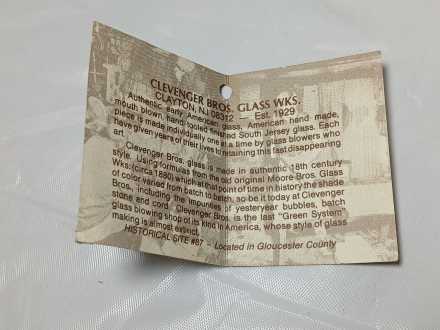 CLEVENGER BROS. GLASS WKS.
CLAYTON, NJ 08312 — Est. 1929
Authentic early American glass, American hand made,
mouth blown, hand tooled finished South Jersey glass. Each
piece is made individually one at a time by glass blowers who
have given years of their lives to retaining this fast disappearing
art.
Clevenger Bros. glass is made in authentic 18th century
style. Using formulas from the old original Moore Bros. Glass
Wks. (circa 1880) which at that point of time in history the shade
of color varied from batch to batch, so be it today at Clevenger
Bros., including the impurities of yesteryear bubbles, batch
stone and cord. Clevenger Bros. is the last "Green System"
glass blowing shop of its kind in America, whose style of glass
making is almost extinct.
HISTORICAL SITE #87 - Located in Gloucester County